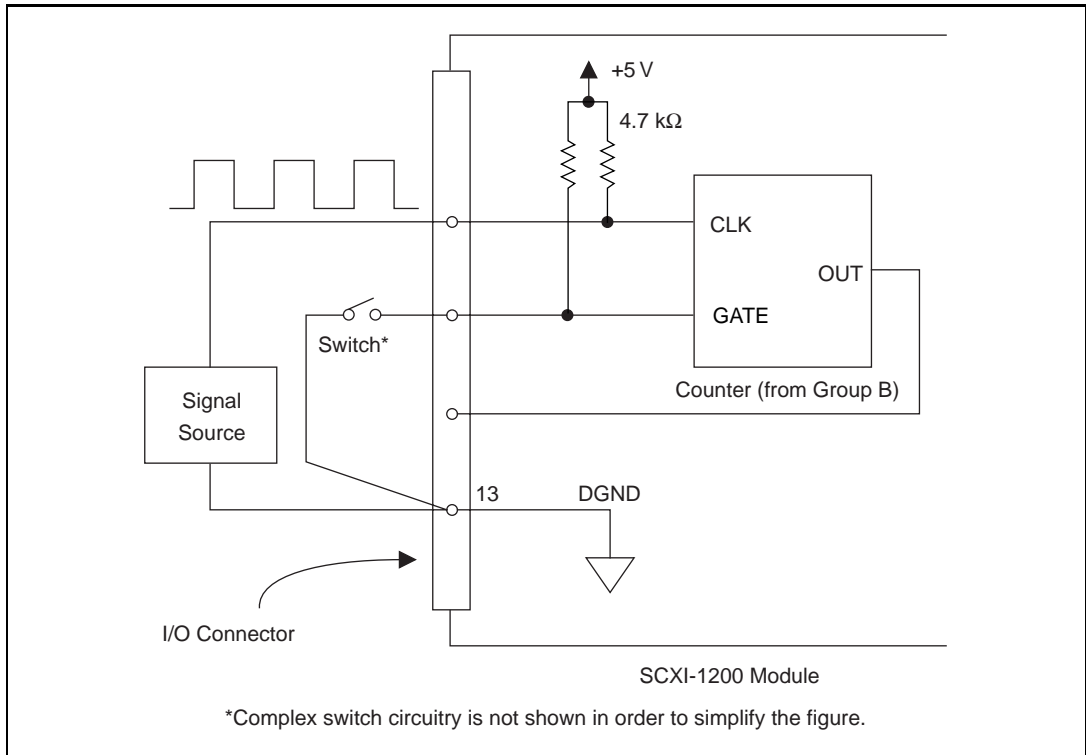 +5 V
4.7 kΩ
CLK
OUT
GATE
Switch*
Counter (from Group B)
Signal
Source
13
DGND
I/O Connector
SCXI-1200 Module
*Complex switch circuitry is not shown in order to simplify the figure.